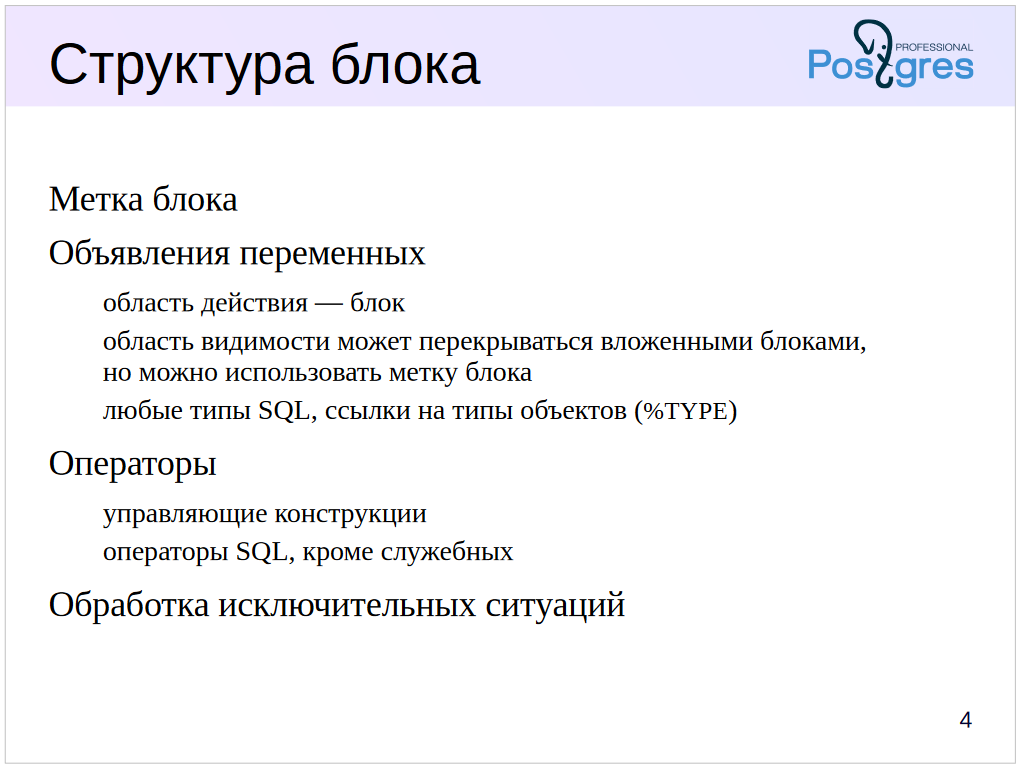 Структура блока
PROFESSIONAL
Postgres
Метка блока
Объявления переменных
область действия — блок
область видимости может перекрываться вложенными блоками,
но можно использовать метку блока
любые типы SQL, ссылки на типы объектов (%TYPE)
Операторы
управляющие конструкции
операторы SQL, кроме служебных
Обработка исключительных ситуаций
4